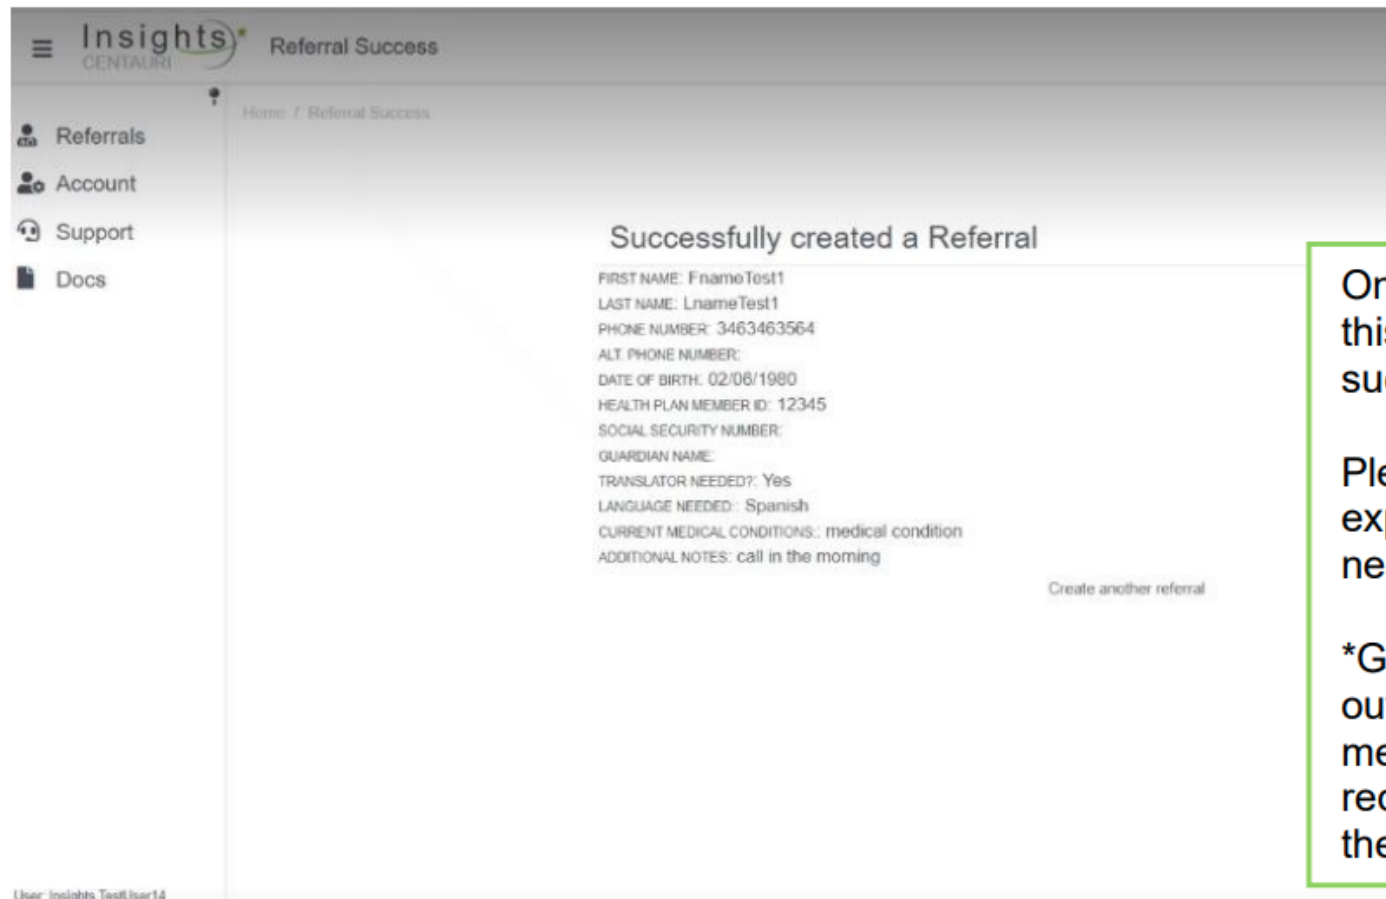 Insights
CENTAURI
Referral Success
Home / Referral Success
Referrals
Account
Support
Docs
Successfully created a Referral
FIRST NAME: FnameTest1
LAST NAME: LnameTest1
PHONE NUMBER: 3463463564
ALT. PHONE NUMBER:
DATE OF BIRTH: 02/06/1980
HEALTH PLAN MEMBER ID: 12345
SOCIAL SECURITY NUMBER:
GUARDIAN NAME:
TRANSLATOR NEEDED?: Yes
LANGUAGE NEEDED:: Spanish
CURRENT MEDICAL CONDITIONS:: medical condition
ADDITIONAL NOTES: call in the morning
Create another referral
User: Insights TestUser14